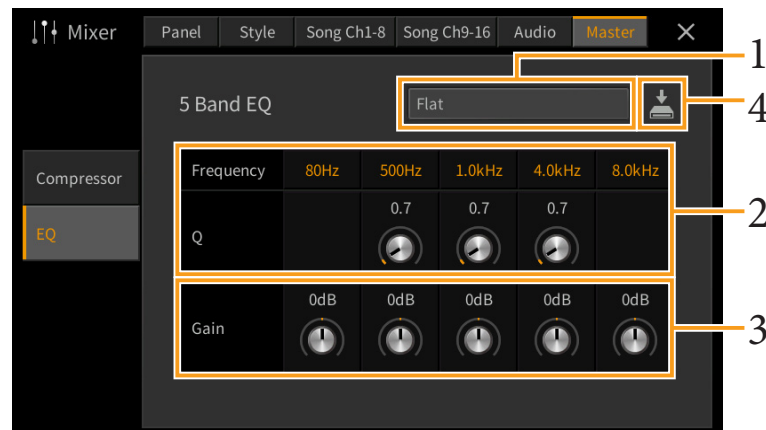 Mixer Panel Style Song Ch1-8 Song Ch9-16 Audio Master ×
1
5 Band EQ Flat 4
Compressor
EQ
Frequency 80Hz 500Hz 1.0kHz 4.0kHz 8.0kHz
0.7 0.7 0.7
Q
2
0dB 0dB 0dB 0dB 0dB
Gain
3